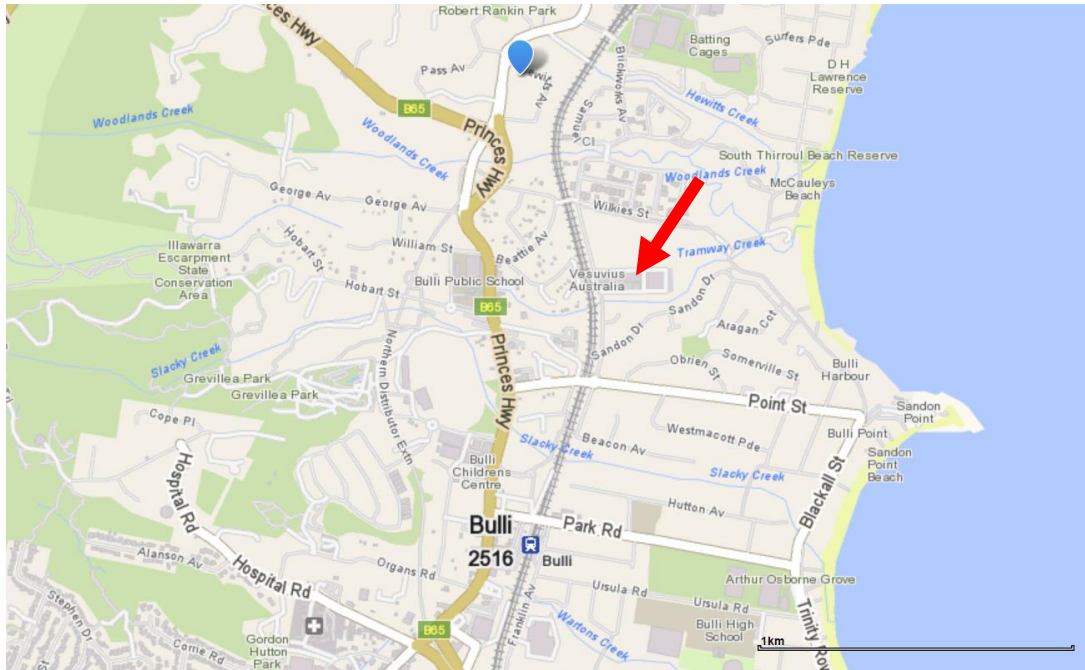 Robert Rankin Park
Princes Hwy
Pass Av
Hewitts Av
Brickworks Av
Batting
Cages
Surfers Pde
D H
Lawrence
Reserve
B65
Woodlands Creek
Woodlands Creek
Princes Hwy
Samuel
Cl
Hewitts Creek
South Thirroul Beach Reserve
Woodlands Creek
McCauleys
Beach
George Av
George Av
Wilkies St
Illawarra
Escarpment
State
Conservation
Area
Hobart St
William St
Beattie Av
Tramway Creek
Bulli Public School
Vesuvius
Australia
Hobart St
B65
Sandon Dr
Sandon Dr
Aragan Cct
Slacky Creek
Northern Distributor Extn
Princes Hwy
Obrien St
Somerville St
Bulli
Harbour
Grevillea Park
Grevillea Park
Point St
Sandon
Point
Cope Pl
Westmacott Pde
Bulli Point
Slacky Creek
Beacon Av
Sandon
Point
Beach
Hospital Rd
Bulli
Childrens
Centre
Slacky Creek
Blackall St
Hutton Av
Bulli
2516
Park Rd
Bulli
Alanson Av
Organs Rd
Arthur Osborne Grove
Hospital Rd
Ursula Rd
Ursula Rd
Stephen Dr
Franklin Av
Wartons Creek
Bulli High
School
Trinity Row
Corrie Rd
Gordon
Hutton
Park
B65
1km